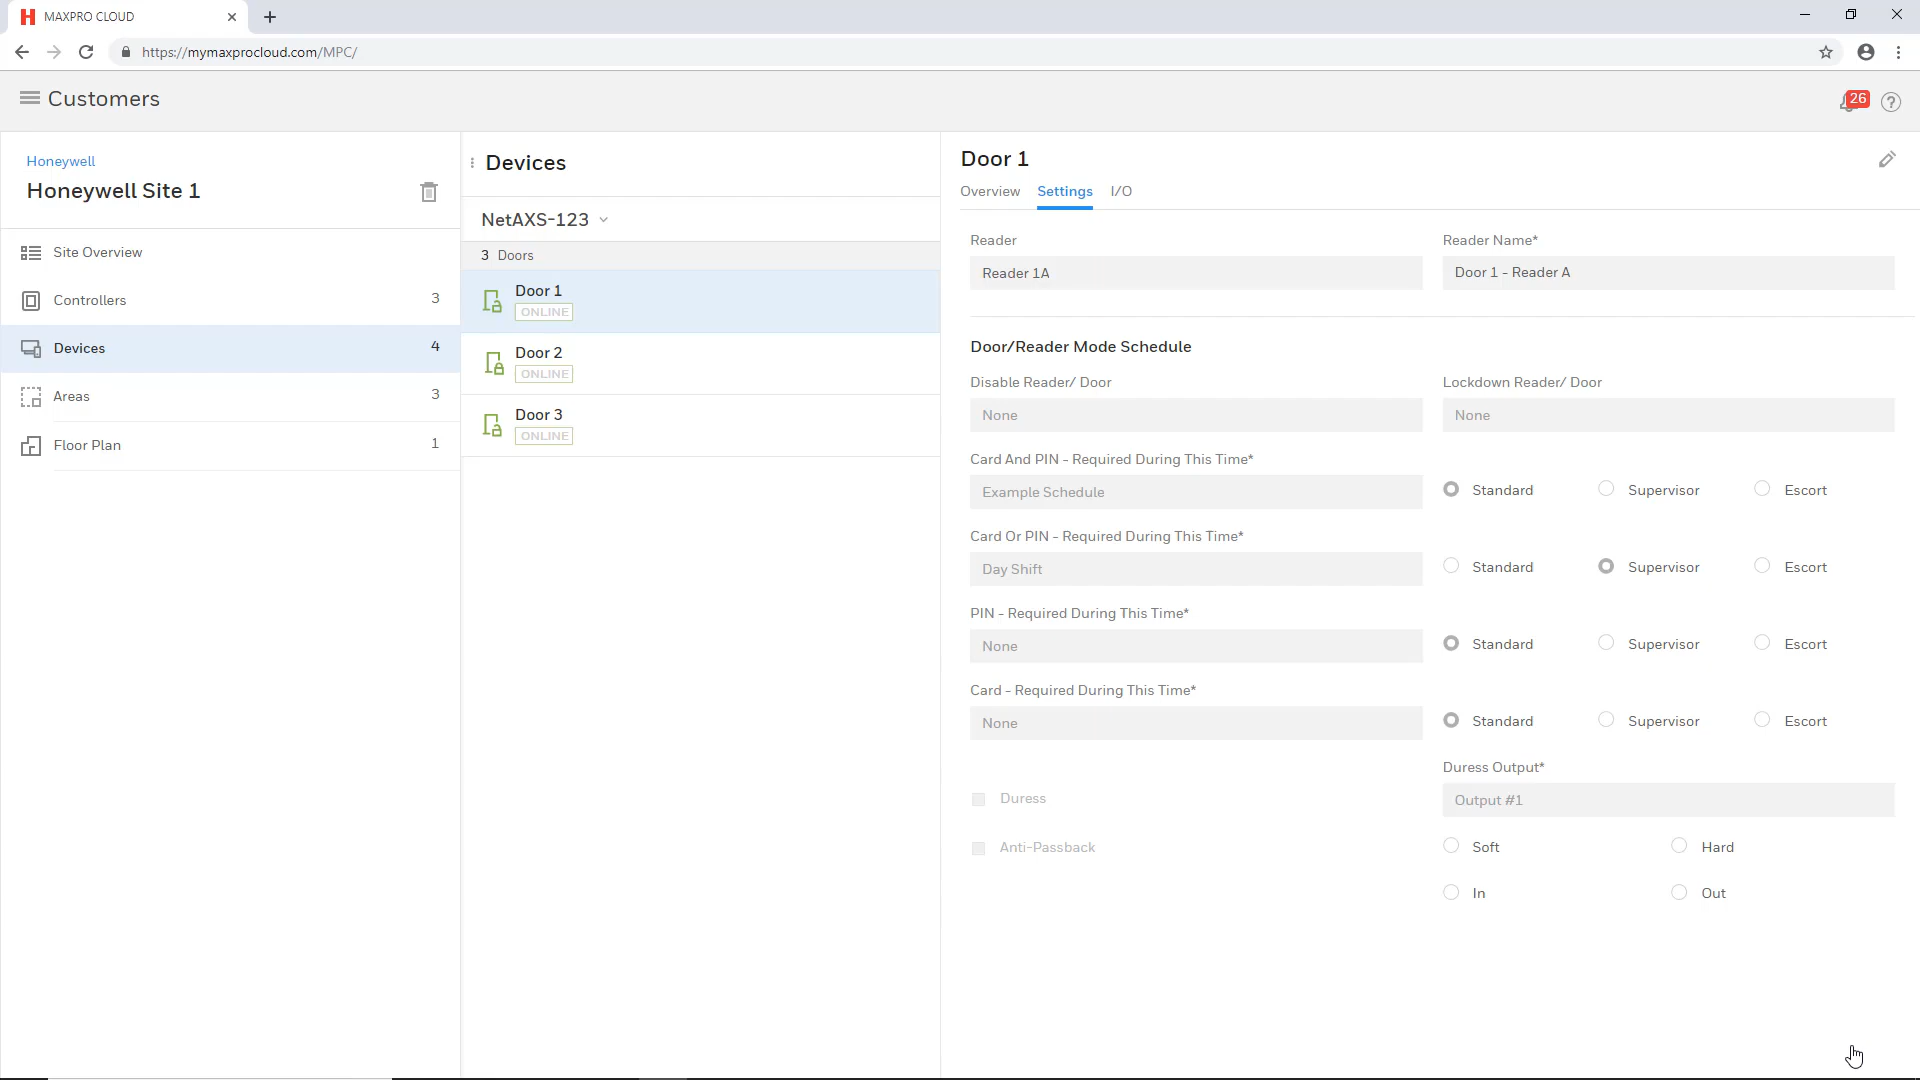 MAXPRO CLOUD
https://mymaxprocloud.com/MPC/
Customers
26
Honeywell
Honeywell Site 1
Site Overview
Controllers 3
Devices 4
Areas 3
Floor Plan 1
Devices
NetAXS-123
3 Doors
Door 1
ONLINE
Door 2
ONLINE
Door 3
ONLINE
Door 1
Overview Settings I/O
Reader Reader Name*
Reader 1A Door 1 - Reader A
Door/Reader Mode Schedule
Disable Reader/ Door Lockdown Reader/ Door
None None
Card And PIN - Required During This Time*
Example Schedule Standard Supervisor Escort
Card Or PIN - Required During This Time*
Day Shift Standard Supervisor Escort
PIN - Required During This Time*
None Standard Supervisor Escort
Card - Required During This Time*
None Standard Supervisor Escort
Duress Output*
Duress Output #1
Anti-Passback Soft Hard
In Out